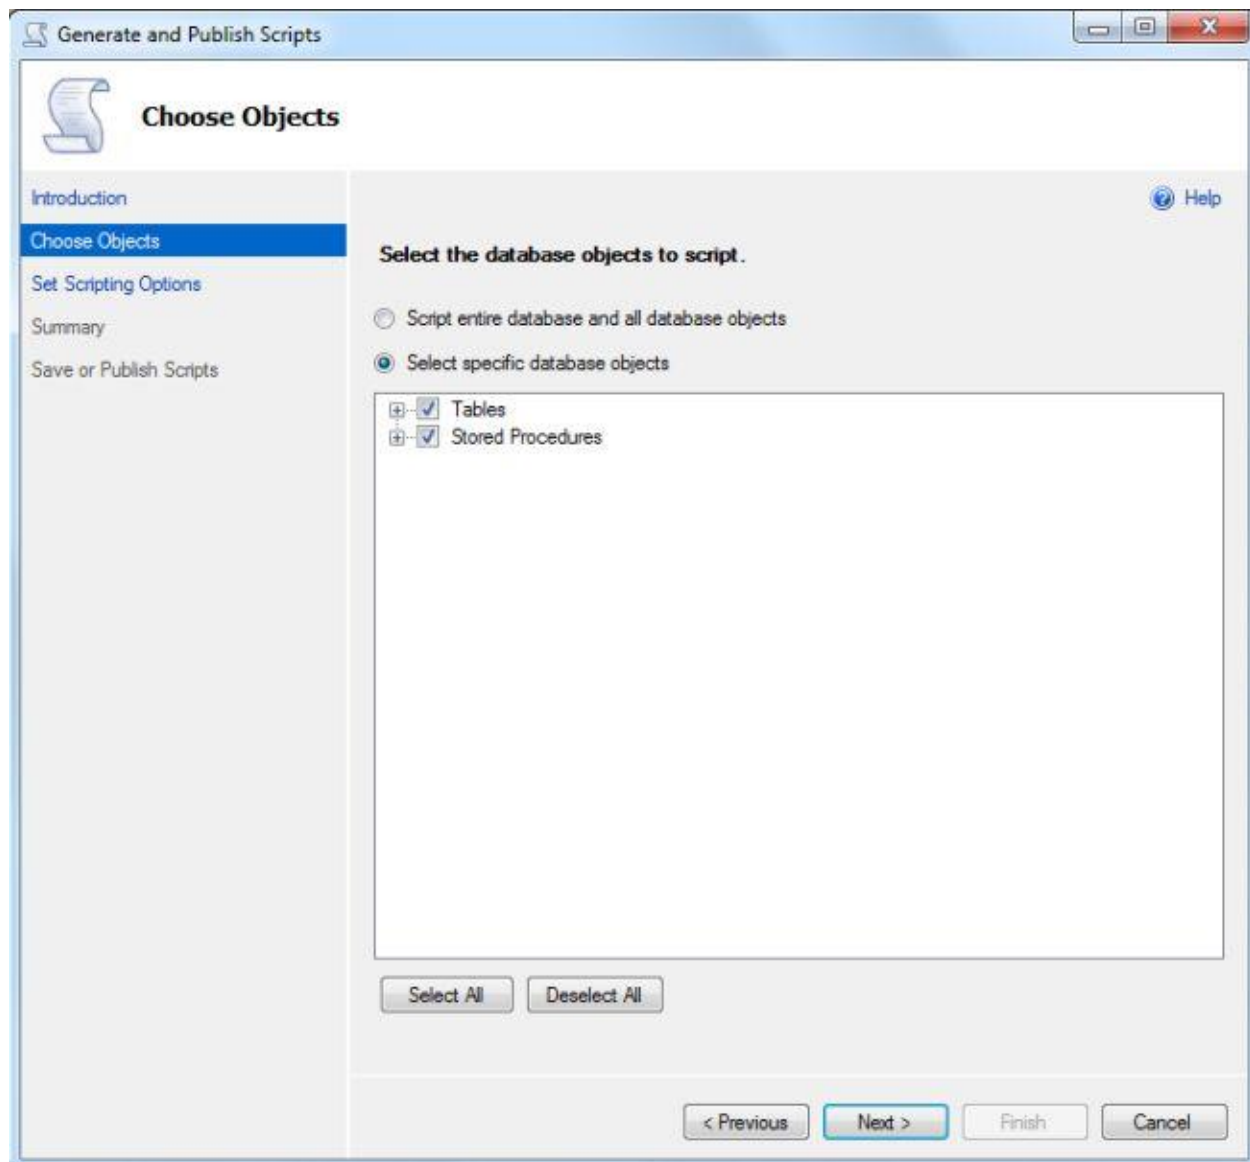 Generate and Publish Scripts
Choose Objects
Introduction
Help
Choose Objects
Select the database objects to script.
Set Scripting Options
Script entire database and all database objects
Summary
Select specific database objects
Save or Publish Scripts
Tables
Stored Procedures
Select All
Deselect All
< Previous
Next >
Finish
Cancel